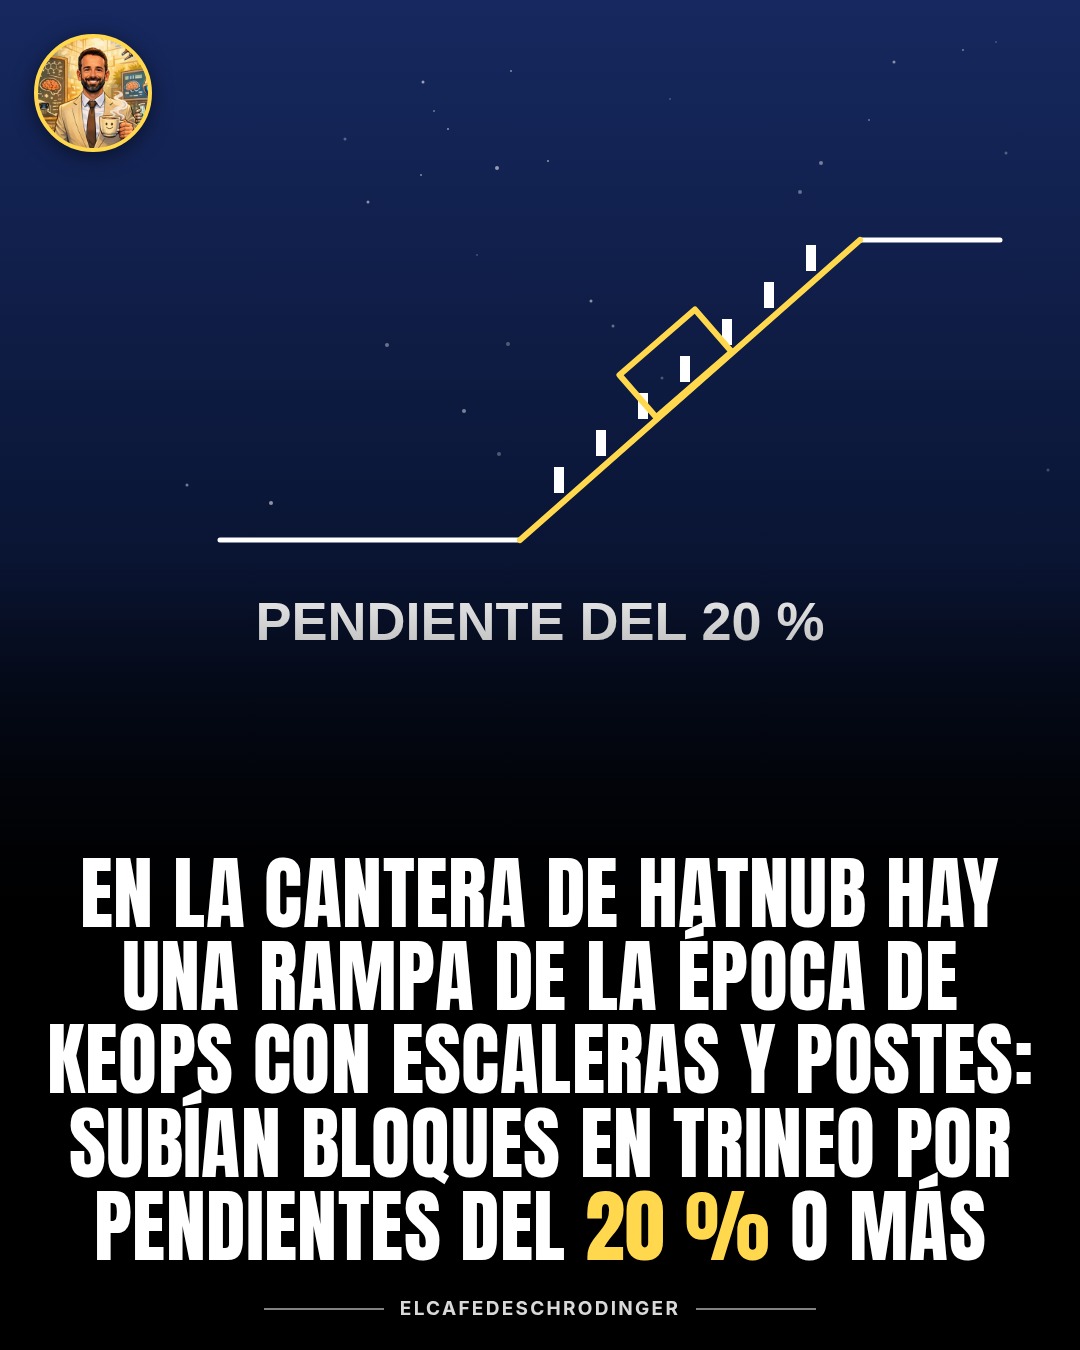 PENDIENTE DEL 20 %
EN LA CANTERA DE HATNUB HAY
UNA RAMPA DE LA ÉPOCA DE
KEOPS CON ESCALERAS Y POSTES:
SUBÍAN BLOQUES EN TRINEO POR
PENDIENTES DEL 20 % O MÁS
ELCAFEDESCHRODINGER